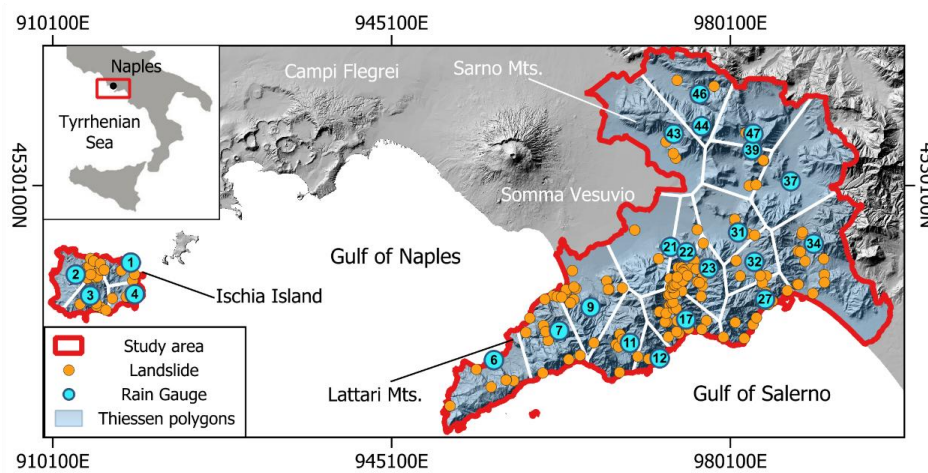 910100E 945100E 980100E
Naples
Tyrrhenian
Sea
Campi Flegrei
Sarno Mts.
46
43 44 47
39
4530100N 4530100N
37
Somma Vesuvio
Gulf of Naples
31 34
21 22
23 32
1
2
3 4
Ischia Island
27
9
17
7
11
12
6
Lattari Mts.
Gulf of Salerno
Study area
Landslide
Rain Gauge
Thiessen polygons
910100E 945100E 980100E